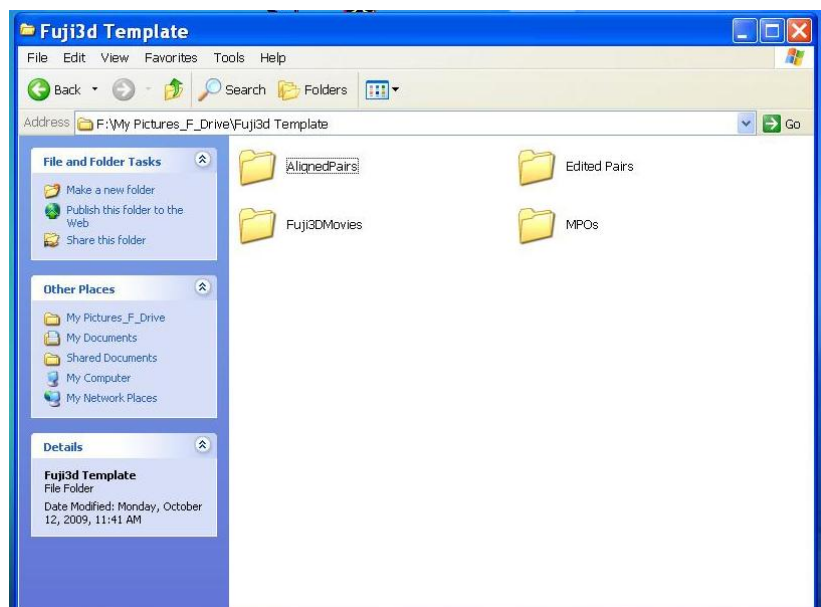 Fuji3d Template
File Edit View Favorites Tools Help
Back Search Folders
Address F:\My Pictures_F_Drive\Fuji3d Template Go
File and Folder Tasks
Make a new folder
Publish this folder to the
Web
Share this folder
Other Places
My Pictures_F_Drive
My Documents
Shared Documents
My Computer
My Network Places
Details
Fuji3d Template
File Folder
Date Modified: Monday, October
12, 2009, 11:41 AM
AlignedPairs Edited Pairs
Fuji3DMovies MPOs